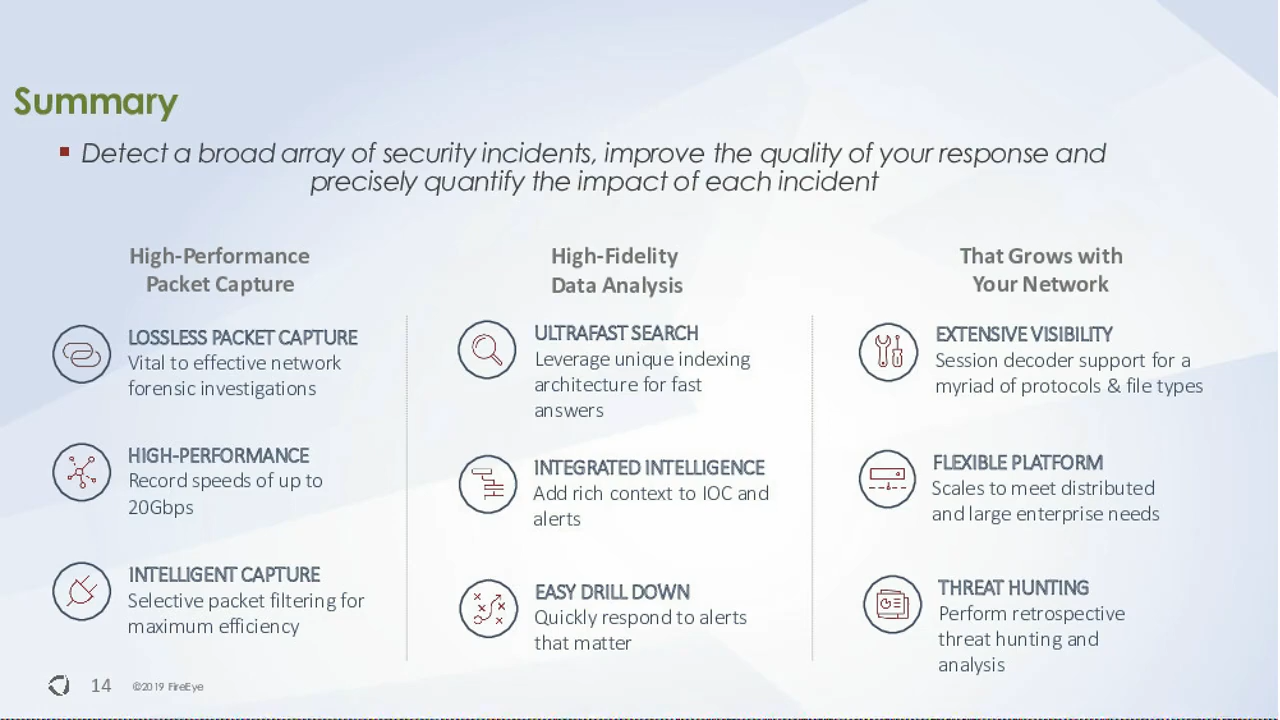 Summary
▪ Detect a broad array of security incidents, improve the quality of your response and
precisely quantify the impact of each incident
High-Performance
Packet Capture
LOSSLESS PACKET CAPTURE
Vital to effective network
forensic investigations
HIGH-PERFORMANCE
Record speeds of up to
20Gbps
INTELLIGENT CAPTURE
Selective packet filtering for
maximum efficiency
High-Fidelity
Data Analysis
ULTRAFAST SEARCH
Leverage unique indexing
architecture for fast
answers
INTEGRATED INTELLIGENCE
Add rich context to IOC and
alerts
EASY DRILL DOWN
Quickly respond to alerts
that matter
That Grows with
Your Network
EXTENSIVE VISIBILITY
Session decoder support for a
myriad of protocols & file types
FLEXIBLE PLATFORM
Scales to meet distributed
and large enterprise needs
THREAT HUNTING
Perform retrospective
threat hunting and
analysis
14 ©2019 FireEye